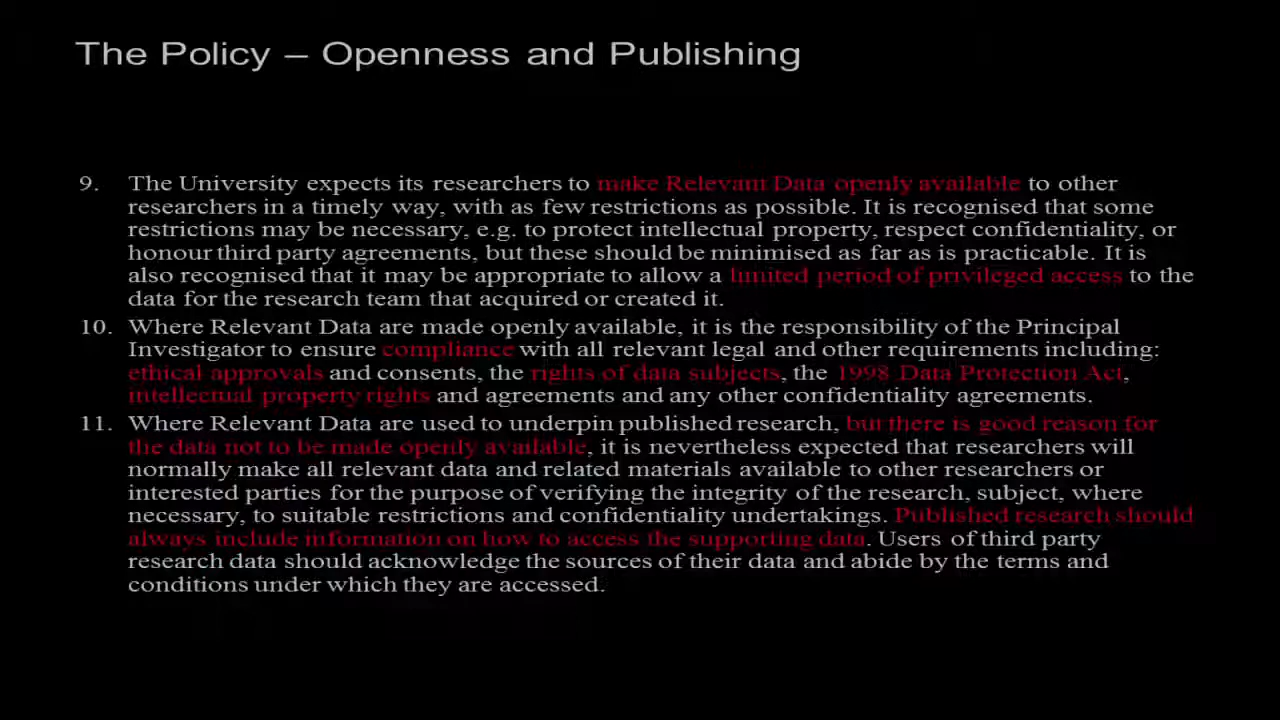 The Policy – Openness and Publishing
9. The University expects its researchers to make Relevant Data openly available to other
researchers in a timely way, with as few restrictions as possible. It is recognised that some
restrictions may be necessary, e.g. to protect intellectual property, respect confidentiality, or
honour third party agreements, but these should be minimised as far as is practicable. It is
also recognised that it may be appropriate to allow a limited period of privileged access to the
data for the research team that acquired or created it.
10. Where Relevant Data are made openly available, it is the responsibility of the Principal
Investigator to ensure compliance with all relevant legal and other requirements including:
ethical approvals and consents, the rights of data subjects, the 1998 Data Protection Act,
intellectual property rights and agreements and any other confidentiality agreements.
11. Where Relevant Data are used to underpin published research, but there is good reason for
the data not to be made openly available, it is nevertheless expected that researchers will
normally make all relevant data and related materials available to other researchers or
interested parties for the purpose of verifying the integrity of the research, subject, where
necessary, to suitable restrictions and confidentiality undertakings. Published research should
always include information on how to access the supporting data. Users of third party
research data should acknowledge the sources of their data and abide by the terms and
conditions under which they are accessed.